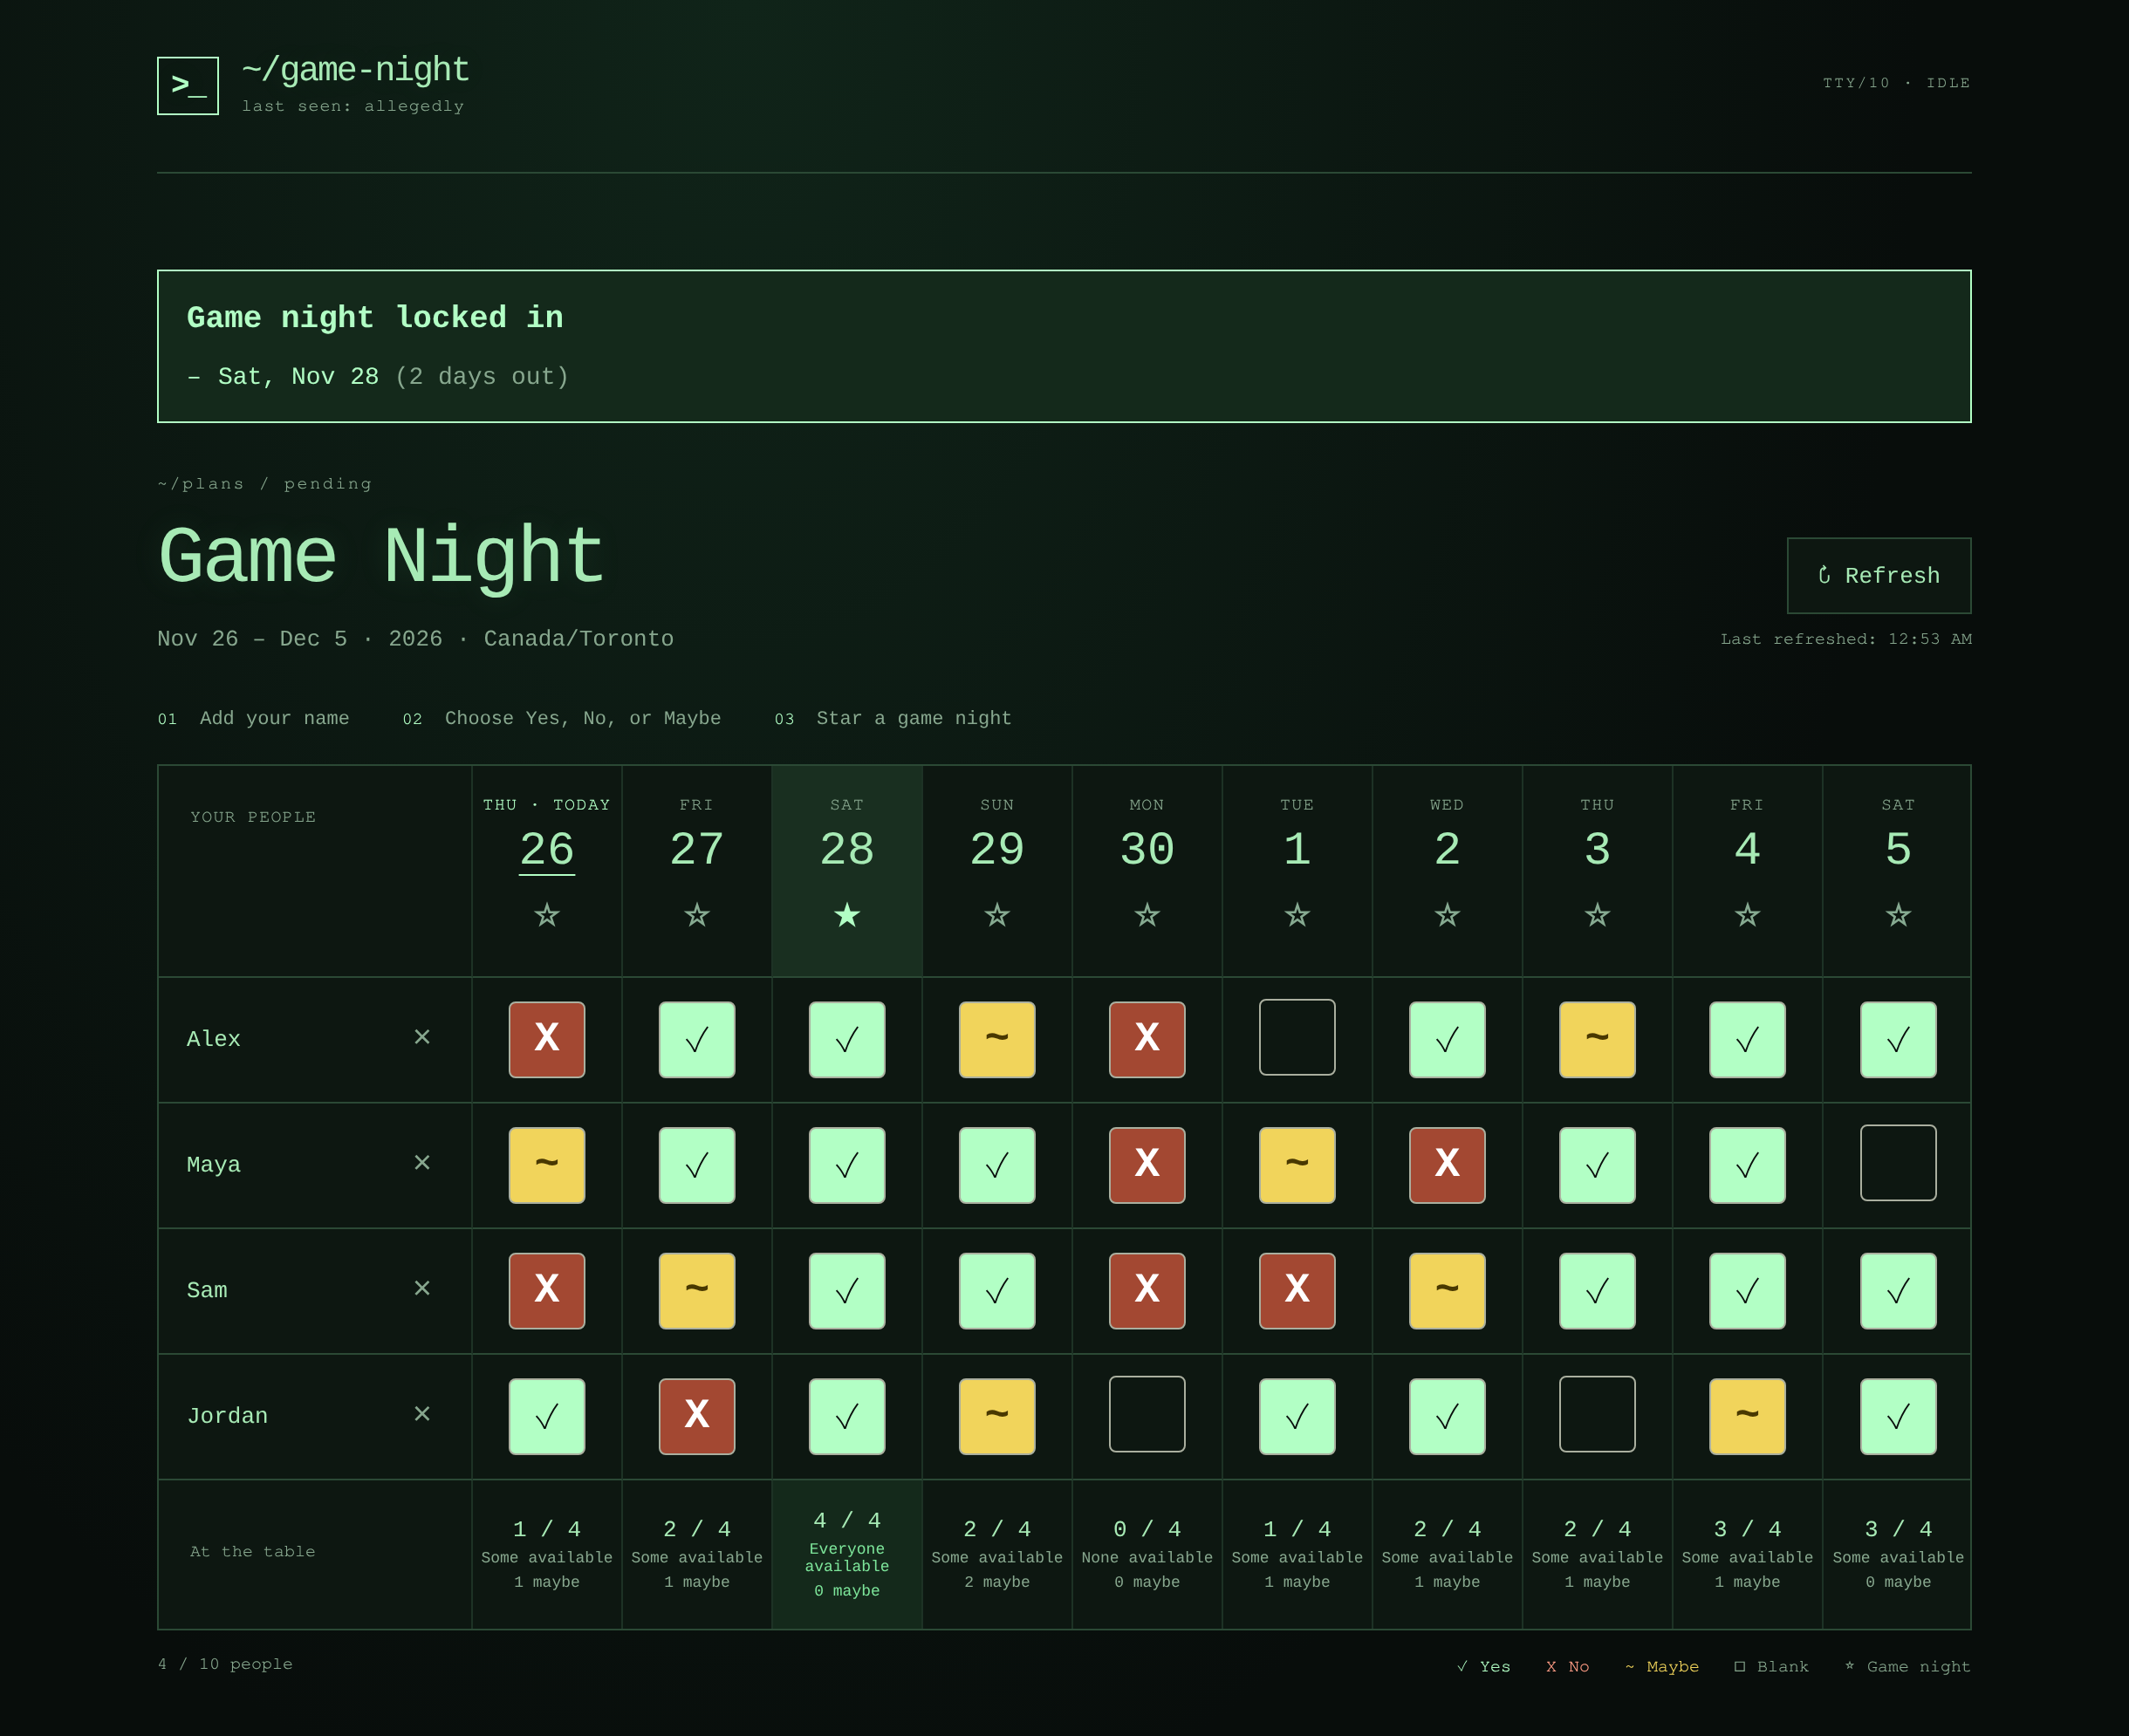 >_
~/game-night
last seen: allegedly
TTY/10 · IDLE
Game night locked in
– Sat, Nov 28 (2 days out)
~/plans / pending
Game Night
Nov 26 – Dec 5 · 2026 · Canada/Toronto
↻ Refresh
Last refreshed: 12:53 AM
01 Add your name 02 Choose Yes, No, or Maybe 03 Star a game night
YOUR PEOPLE
THU · TODAY FRI SAT SUN MON TUE WED THU FRI SAT
26 27 28 29 30 1 2 3 4 5
☆ ☆ ★ ☆ ☆ ☆ ☆ ☆ ☆ ☆
Alex × X ✓ ✓ ~ X ✓ ~ ✓ ✓
Maya × ~ ✓ ✓ ✓ X ~ X ✓ ✓
Sam × X ~ ✓ ✓ X X ~ ✓ ✓ ✓
Jordan × ✓ X ✓ ~ ✓ ✓ ~ ✓
At the table
1 / 4
Some available
1 maybe
2 / 4
Some available
1 maybe
4 / 4
Everyone
available
0 maybe
2 / 4
Some available
2 maybe
0 / 4
None available
0 maybe
1 / 4
Some available
1 maybe
2 / 4
Some available
1 maybe
2 / 4
Some available
1 maybe
3 / 4
Some available
1 maybe
3 / 4
Some available
0 maybe
4 / 10 people
✓ Yes X No ~ Maybe □ Blank ☆ Game night